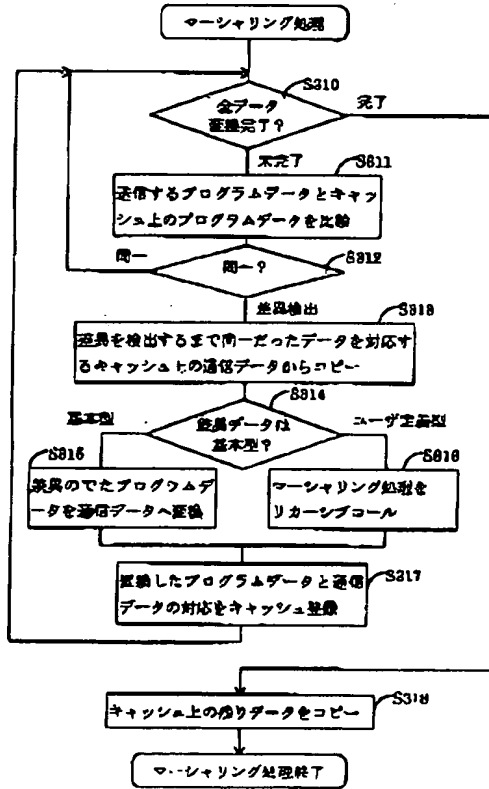 マーシャリング処理
S310
全データ
変換完了？
完了
未完了
S311
送信するプログラムデータとキャッ
シュ上のプログラムデータを比較
同一
同一？
S312
差異検出
S313
差異を検出するまで同一だったデータを対応す
るキャッシュ上の通信データからコピー
S314
差異データは
基本型？
基本型
ユーザ定義型
S315
差異のでたプログラムデ
ータを通信データへ変換
S316
マーシャリング処理を
リカーシブコール
S317
変換したプログラムデータと通信
データの対応をキャッシュ登録
S318
キャッシュ上の残りデータをコピー
マーシャリング処理終了